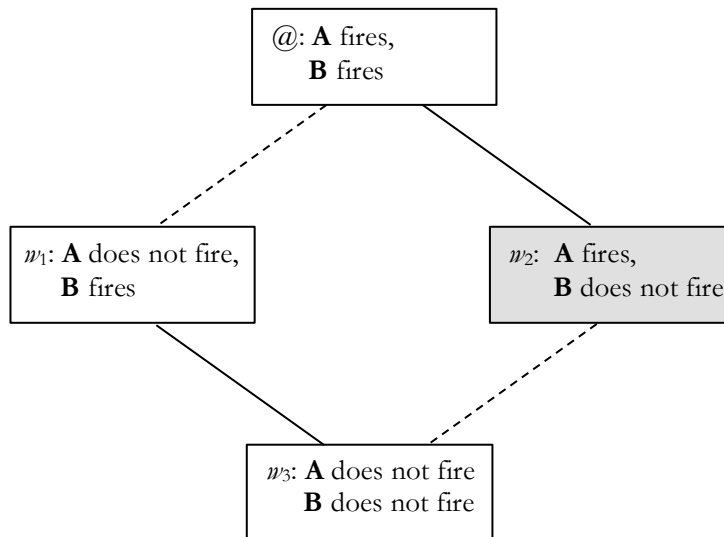 @: A fires,
B fires
w₁: A does not fire,
B fires
w₂: A fires,
B does not fire
w₃: A does not fire
B does not fire